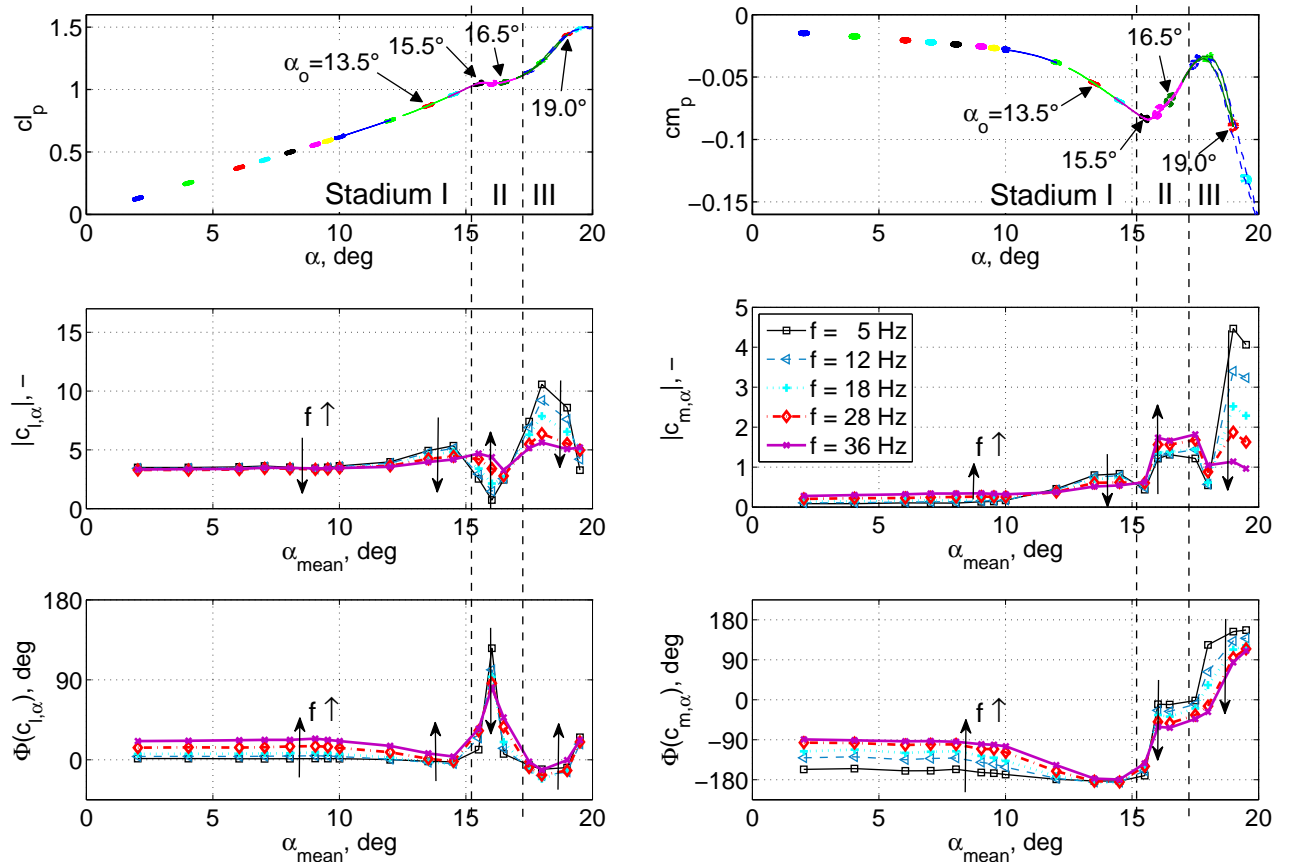 1.5
1
0.5
0
cl_p
α_o=13.5°
15.5°
16.5°
19.0°
Stadium I
II
III
0
5
10
15
20
α, deg
0
−0.05
−0.1
−0.15
cm_p
α_o=13.5°
15.5°
16.5°
19.0°
Stadium I
II
III
0
5
10
15
20
α, deg
15
10
5
0
|c_l,α|, −
f ↑
0
5
10
15
20
α_mean, deg
5
4
3
2
1
0
|c_m,α|, −
f = 5 Hz
f = 12 Hz
f = 18 Hz
f = 28 Hz
f = 36 Hz
f ↑
0
5
10
15
20
α_mean, deg
180
90
0
Φ(c_l,α), deg
f ↑
0
5
10
15
20
α_mean, deg
180
90
0
−90
−180
Φ(c_m,α), deg
f ↑
0
5
10
15
20
α_mean, deg